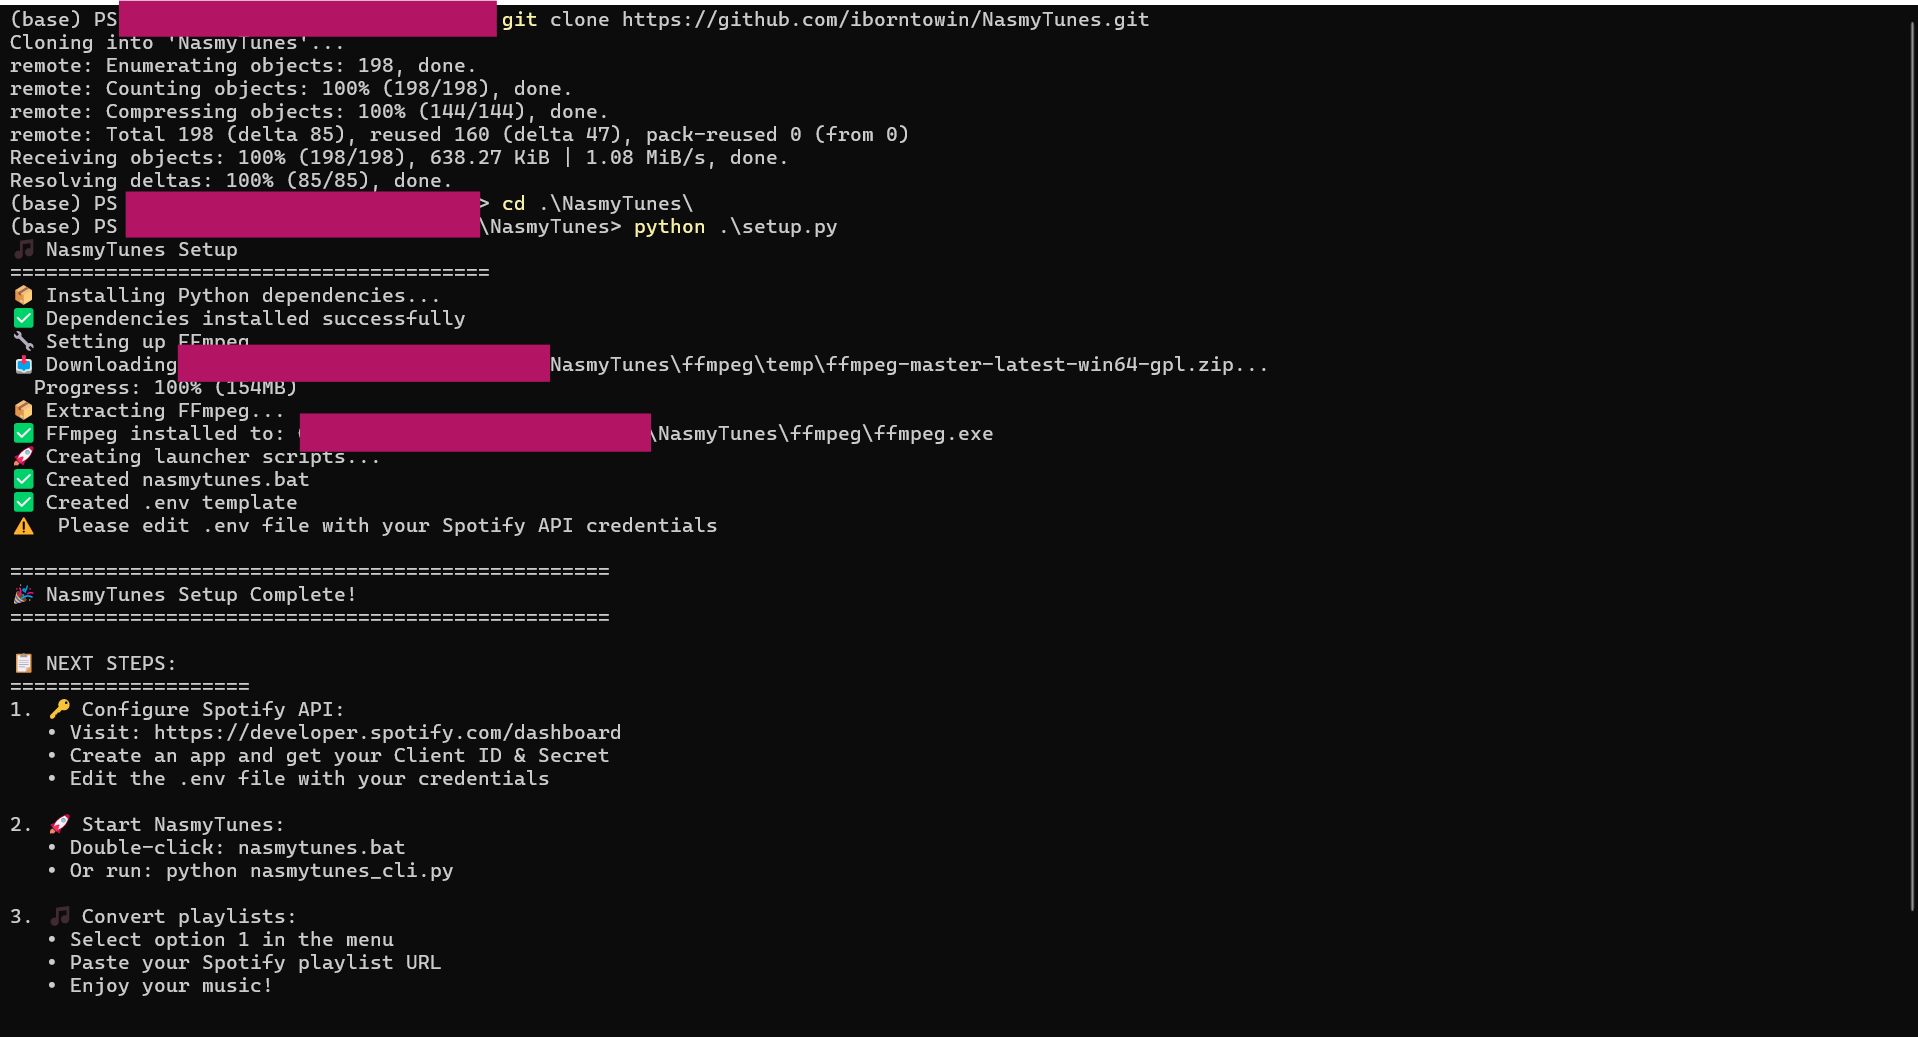 (base) PS git clone https://github.com/iborntowin/NasmyTunes.git
Cloning into 'NasmyTunes'...
remote: Enumerating objects: 198, done.
remote: Counting objects: 100% (198/198), done.
remote: Compressing objects: 100% (144/144), done.
remote: Total 198 (delta 85), reused 160 (delta 47), pack-reused 0 (from 0)
Receiving objects: 100% (198/198), 638.27 KiB | 1.08 MiB/s, done.
Resolving deltas: 100% (85/85), done.
(base) PS > cd .\NasmyTunes\
(base) PS \NasmyTunes> python .\setup.py
🎵 NasmyTunes Setup
========================================
📦 Installing Python dependencies...
✅ Dependencies installed successfully
🔧 Setting up FFmpeg
📥 Downloading NasmyTunes\ffmpeg\temp\ffmpeg-master-latest-win64-gpl.zip...
Progress: 100% (154MB)
📦 Extracting FFmpeg...
✅ FFmpeg installed to: \NasmyTunes\ffmpeg\ffmpeg.exe
🚀 Creating launcher scripts...
✅ Created nasmytunes.bat
✅ Created .env template
⚠️ Please edit .env file with your Spotify API credentials
==================================================
🎉 NasmyTunes Setup Complete!
==================================================
📋 NEXT STEPS:
====================
1. 🔑 Configure Spotify API:
• Visit: https://developer.spotify.com/dashboard
• Create an app and get your Client ID & Secret
• Edit the .env file with your credentials
2. 🚀 Start NasmyTunes:
• Double-click: nasmytunes.bat
• Or run: python nasmytunes_cli.py
3. 🎵 Convert playlists:
• Select option 1 in the menu
• Paste your Spotify playlist URL
• Enjoy your music!